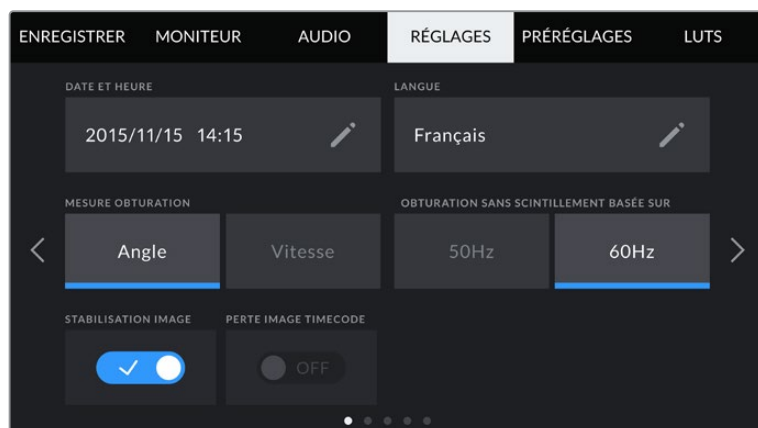 ENREGISTRER MONITEUR AUDIO RÉGLAGES PRÉRÉGLAGES LUTS
DATE ET HEURE LANGUE
2015/11/15 14:15 Français
MESURE OBTURATION OBTURATION SANS SCINTILLEMENT BASÉE SUR
Angle Vitesse 50Hz 60Hz
STABILISATION IMAGE PERTE IMAGE TIMECODE
OFF